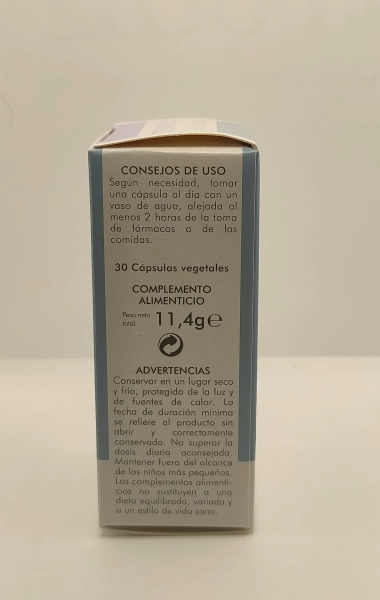 CONSEJOS DE USO
Según necesidad, tomar
una cápsula al día con un
vaso de agua, alejada al
menos 2 horas de la toma
de fármacos o de las
comidas.
30 Cápsulas vegetales
COMPLEMENTO
ALIMENTICIO
Peso neto
total 11,4g℮
ADVERTENCIAS
Conservar en un lugar seco
y frío, protegido de la luz y
de fuentes de calor. La
fecha de duración mínima
se refiere al producto sin
abrir y correctamente
conservado. No superar la
dosis diaria aconsejada.
Mantener fuera del alcance
de los niños más pequeños.
Los complementos alimenti-
cios no sustituyen a una
dieta equilibrada, variada y
a un estilo de vida sano.